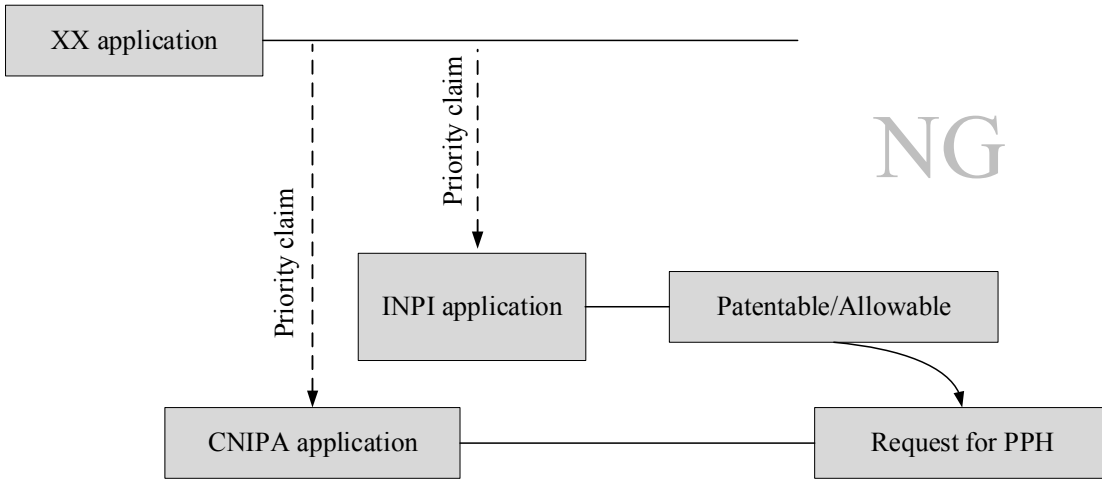 XX application
Priority claim
Priority claim
NG
INPI application
Patentable/Allowable
CNIPA application
Request for PPH